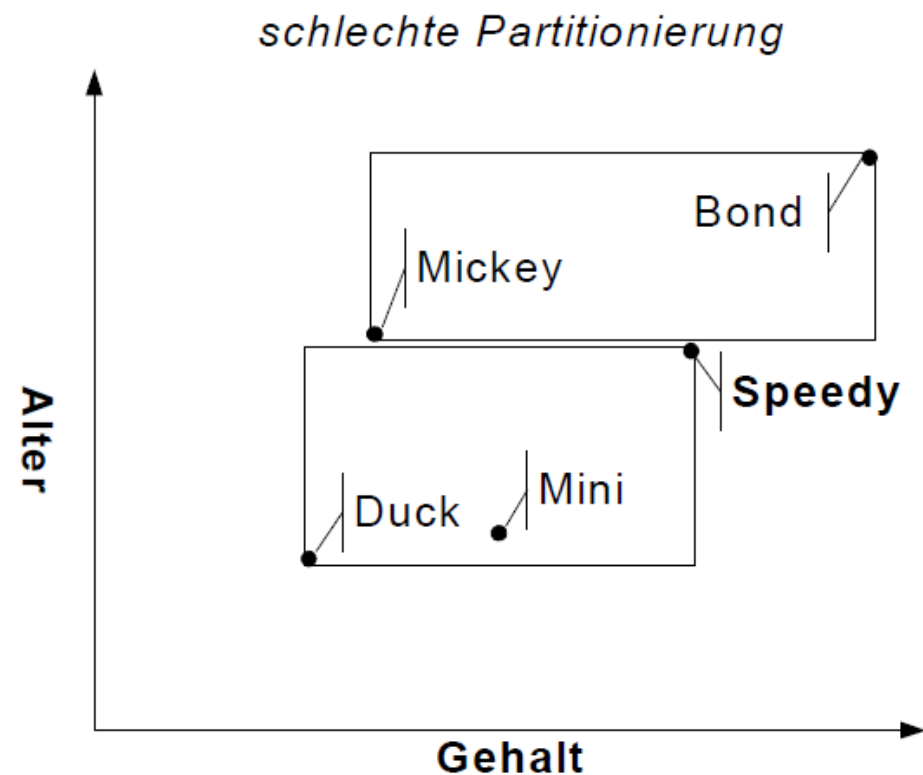 schlechte Partitionierung
Bond
Mickey
Alter
Speedy
Mini
Duck
Gehalt